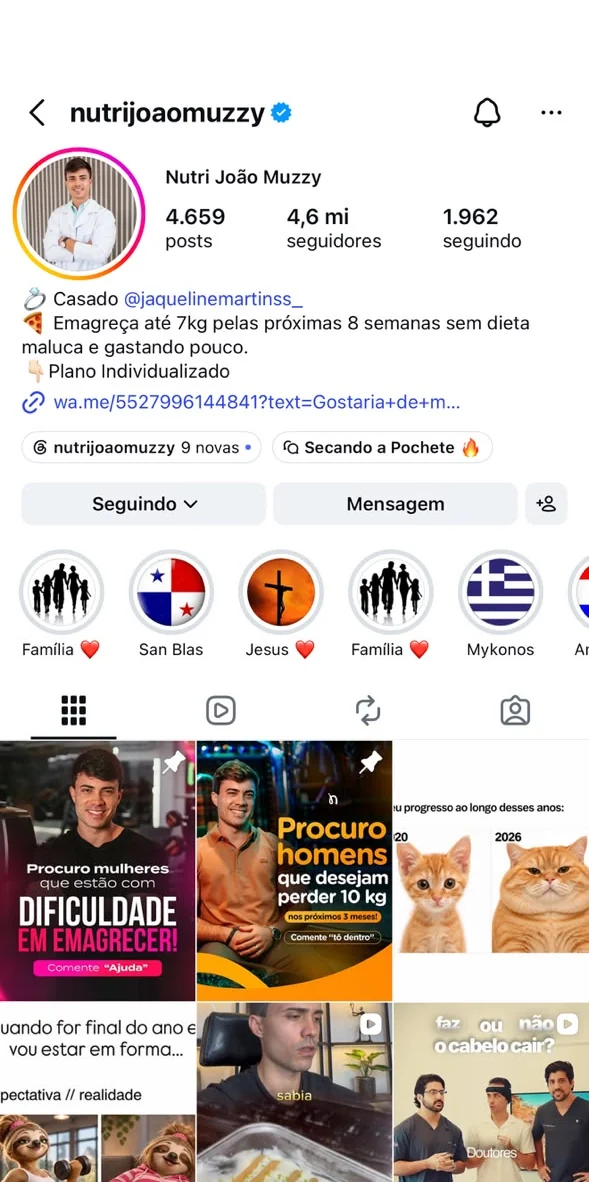 nutrijoaomuzzy
Nutri João Muzzy
4.659 4,6 mi 1.962
posts seguidores seguindo
💍 Casado @jaquelinemartinss_
🍕 Emagreça até 7kg pelas próximas 8 semanas sem dieta
maluca e gastando pouco.
👇🏻Plano Individualizado
wa.me/5527996144841?text=Gostaria+de+m...
nutrijoaomuzzy 9 novas Secando a Pochete 🔥
Seguindo Mensagem
Família ❤️ San Blas Jesus ❤️ Família ❤️ Mykonos
Procuro mulheres
que estão com
DIFICULDADE
EM EMAGRECER!
Comente “Ajuda”
Procuro
homens
que desejam
perder 10 kg
nos próximos 3 meses!
Comente “tô dentro”
u progresso ao longo desses anos:
20 2026
uando for final do ano e
vou estar em forma...
pectativa // realidade
sabia
faz ou não
o cabelo cair?
Doutores